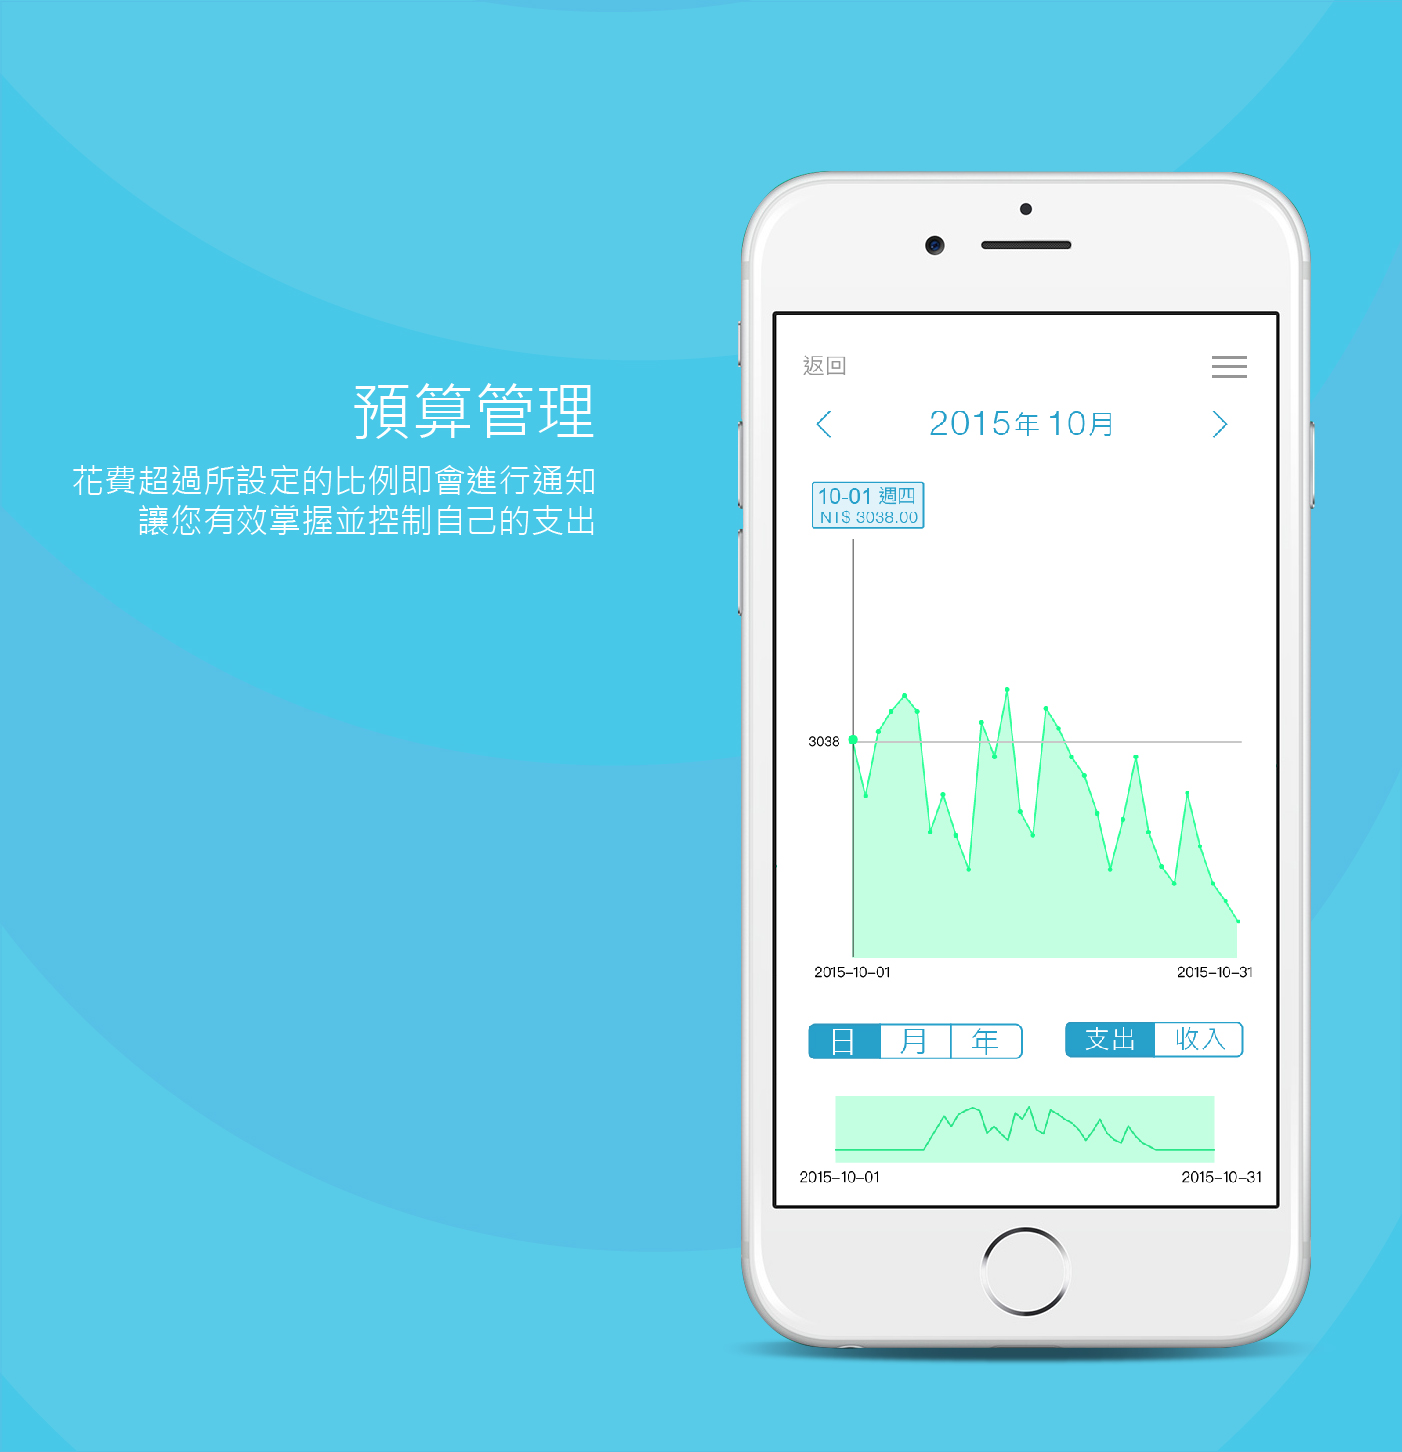 預算管理
花費超過所設定的比例即會進行通知
讓您有效掌握並控制自己的支出
返回
2015年 10月
10-01 週四
NT$ 3038.00
3038
2015-10-01 2015-10-31
日 月 年 支出 收入
2015-10-01 2015-10-31